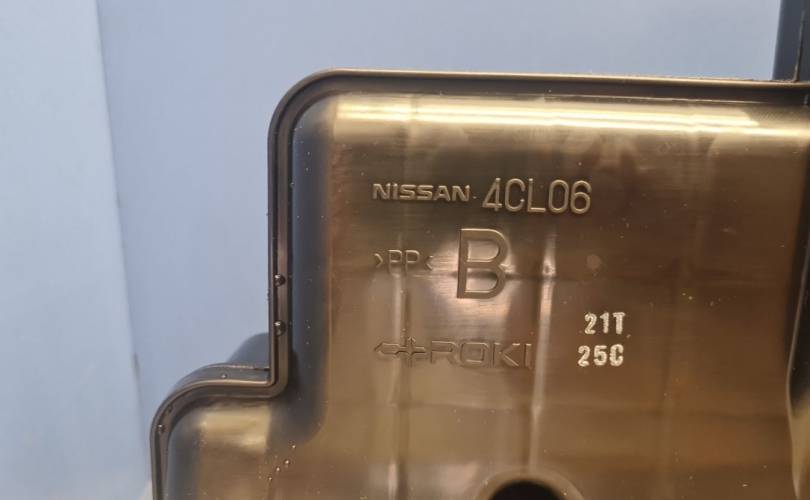 NISSAN 4CL06
>PP< B
ROKI
21T
25C